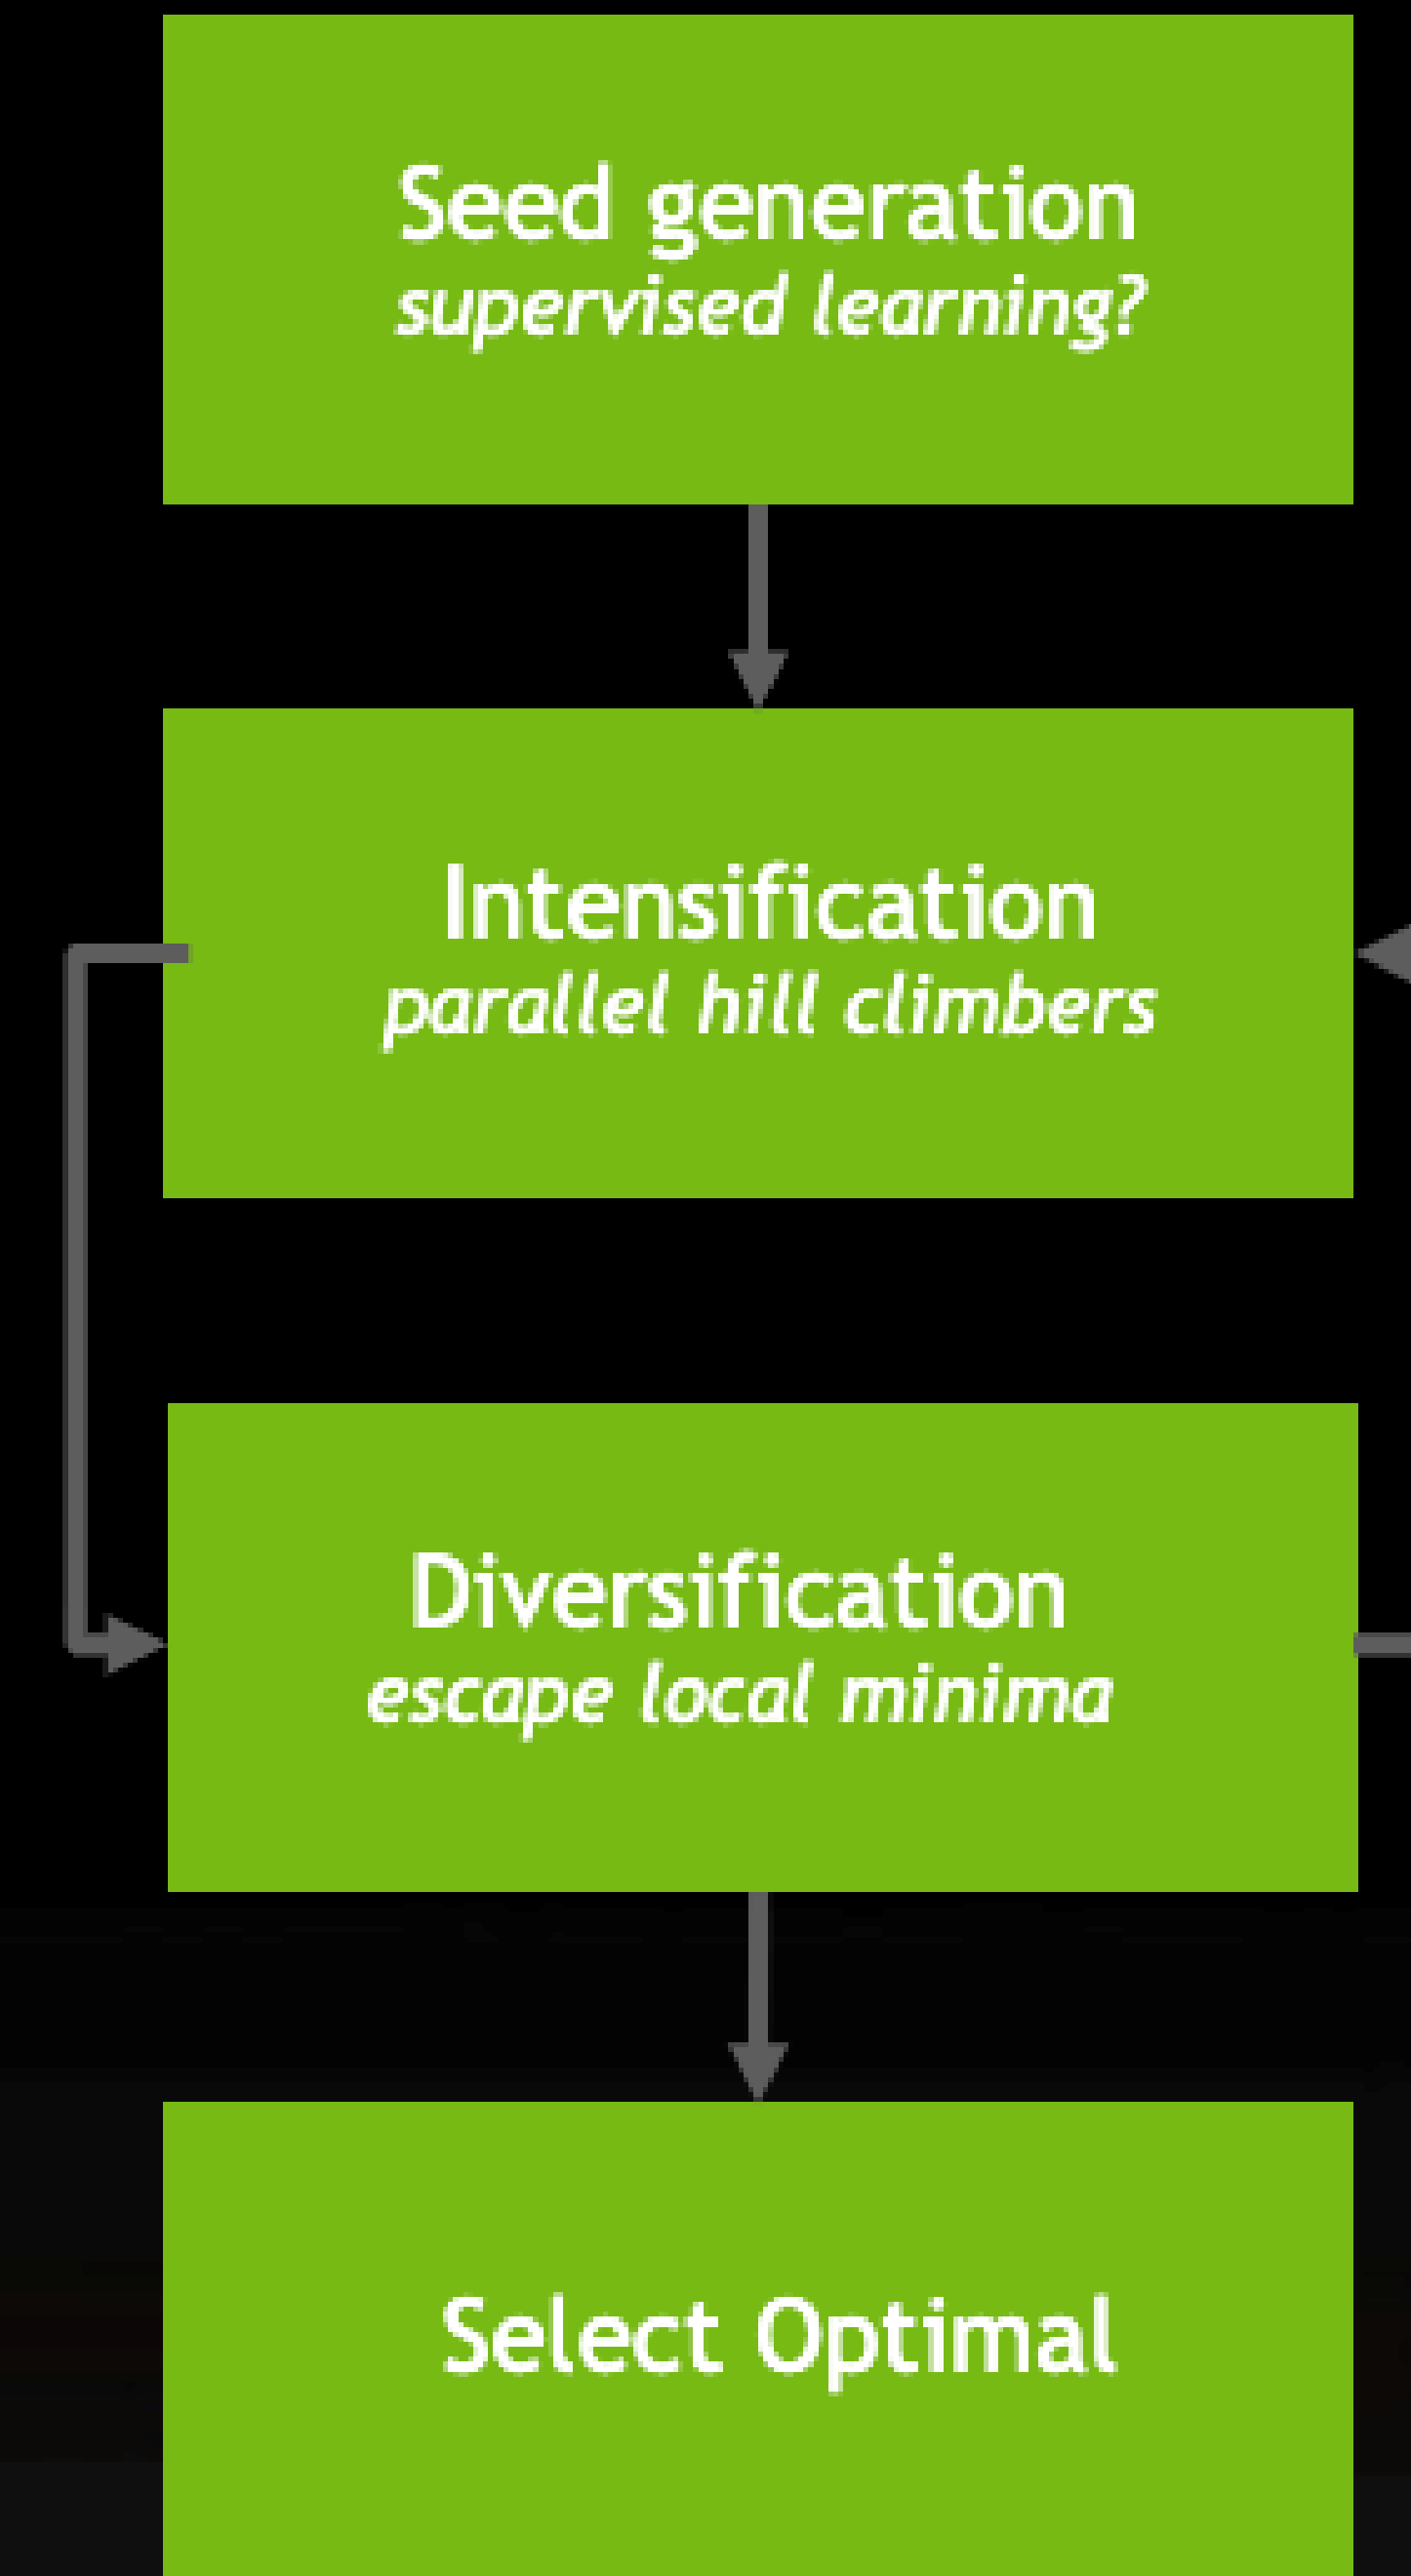 Seed generation
supervised learning?
Intensification
parallel hill climbers
Diversification
escape local minima
Select Optimal